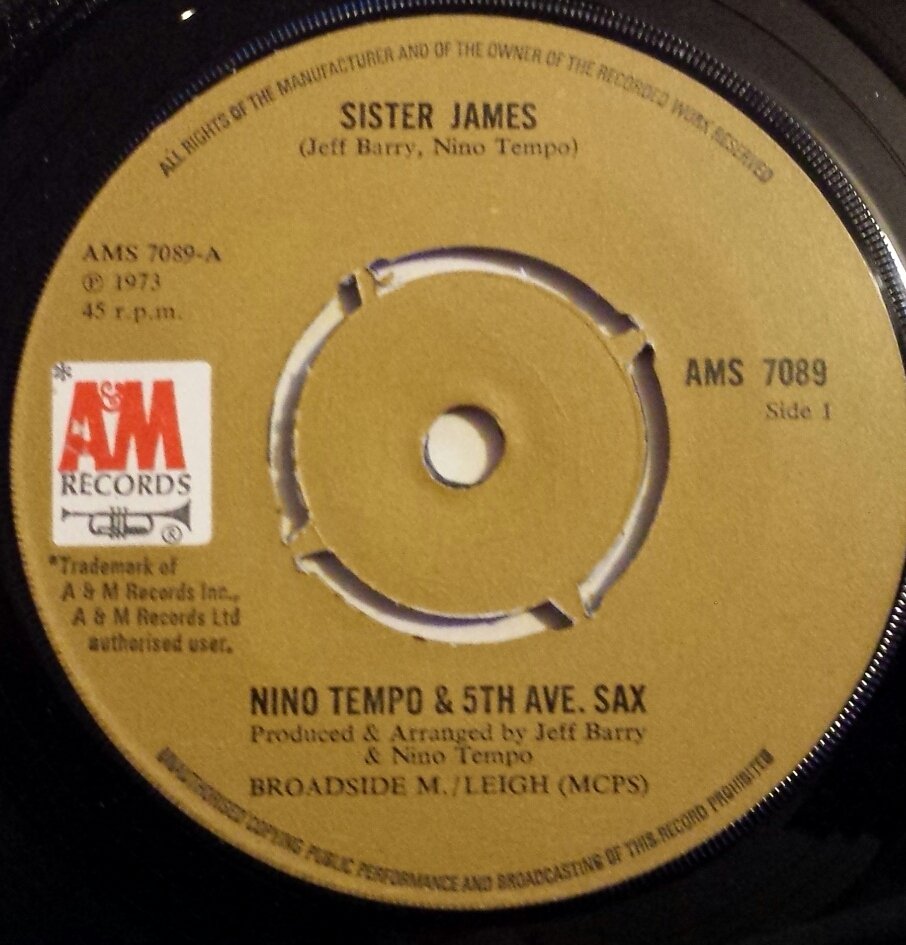 ALL RIGHTS OF THE MANUFACTURER AND OF THE OWNER OF THE RECORDED WORK RESERVED
SISTER JAMES
(Jeff Barry, Nino Tempo)
AMS 7089-A
℗ 1973
45 r.p.m.
AMS 7089
Side 1
*
A&M
RECORDS
®
*Trademark of
A & M Records Inc.,
A & M Records Ltd
authorised user.
NINO TEMPO & 5TH AVE. SAX
Produced & Arranged by Jeff Barry
& Nino Tempo
BROADSIDE M./LEIGH (MCPS)
UNAUTHORISED COPYING PUBLIC PERFORMANCE AND BROADCASTING OF THIS RECORD PROHIBITED